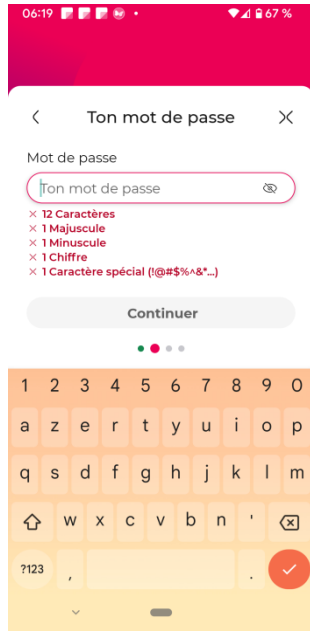 06:19 67 %
Ton mot de passe
Mot de passe
Ton mot de passe
× 12 Caractères
× 1 Majuscule
× 1 Minuscule
× 1 Chiffre
× 1 Caractère spécial (!@#$%^&*...)
Continuer
1 2 3 4 5 6 7 8 9 0
a z e r t y u i o p
q s d f g h j k l m
w x c v b n '
?123 , .